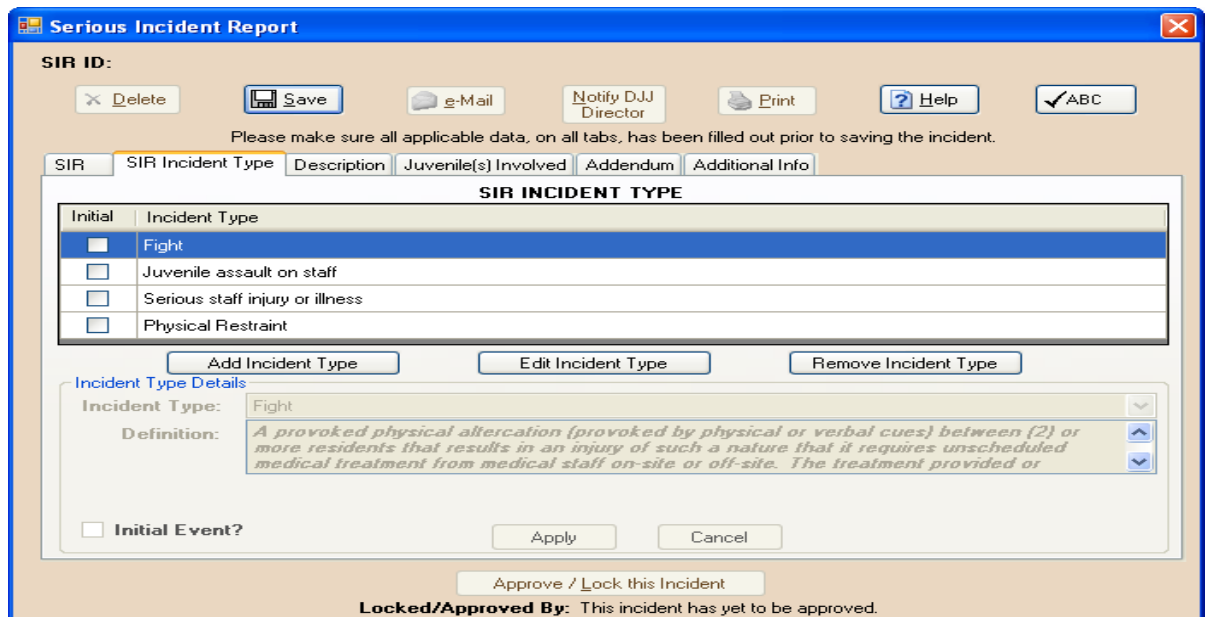 Serious Incident Report
SIR ID:
Delete Save e-Mail Notify DJJ Director Print Help ABC
Please make sure all applicable data, on all tabs, has been filled out prior to saving the incident.
SIR SIR Incident Type Description Juvenile(s) Involved Addendum Additional Info
SIR INCIDENT TYPE
Initial Incident Type
Fight
Juvenile assault on staff
Serious staff injury or illness
Physical Restraint
Add Incident Type Edit Incident Type Remove Incident Type
Incident Type Details
Incident Type: Fight
Definition: A provoked physical altercation (provoked by physical or verbal cues) between (2) or
more residents that results in an injury of such a nature that it requires unscheduled
medical treatment from medical staff on-site or off-site. The treatment provided or
Initial Event? Apply Cancel
Approve / Lock this Incident
Locked/Approved By: This incident has yet to be approved.